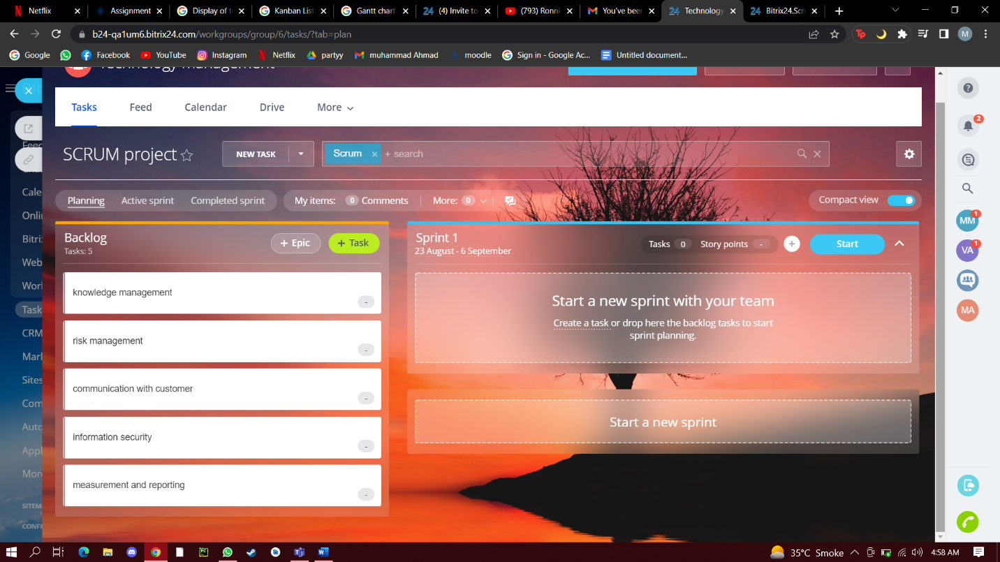 Netflix
Assignment
Display of t
Kanban List
Gantt chart
(4) Invite to
(793) Ronni
You've been
Technology
Bitrix24.Scr
b24-qa1um6.bitrix24.com/workgroups/group/6/tasks/?tab=plan
Google
Facebook
YouTube
Instagram
Netflix
partyy
muhammad Ahmad
moodle
Sign in - Google Ac...
Untitled document...
Tasks
Feed
Calendar
Drive
More
SCRUM project
NEW TASK
Scrum
+ search
Planning
Active sprint
Completed sprint
My items:
0 Comments
More: 0
Compact view
Backlog
Tasks: 5
+ Epic
+ Task
knowledge management
-
risk management
-
communication with customer
-
information security
-
measurement and reporting
-
Sprint 1
23 August - 6 September
Tasks 0
Story points -
Start
Start a new sprint with your team
Create a task or drop here the backlog tasks to start
sprint planning.
Start a new sprint
Cale
Onli
Bitri
Web
Worl
Task
CRM
Marl
Sites
Com
Auto
Appl
More
SITEM
CONFI
2
MM
1
VA
1
MA
35°C Smoke
4:58 AM